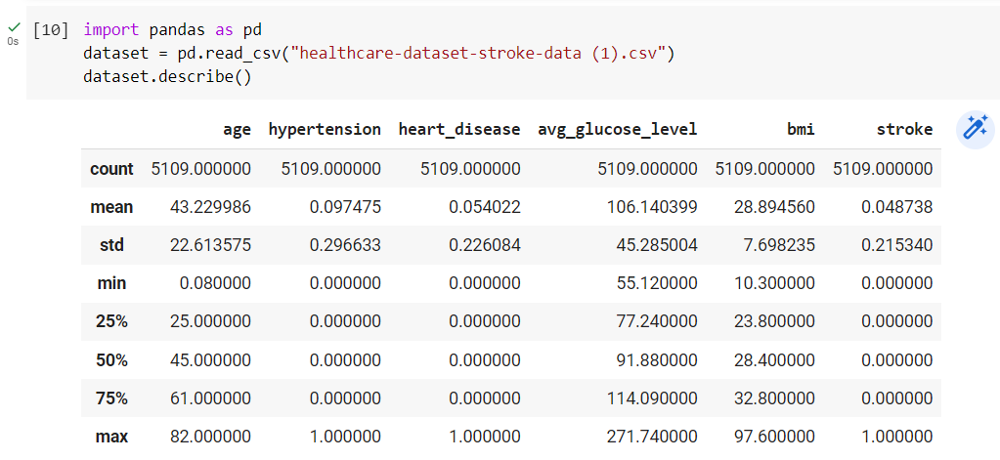 [10] import pandas as pd
0s
dataset = pd.read_csv("healthcare-dataset-stroke-data (1).csv")
dataset.describe()
age hypertension heart_disease avg_glucose_level bmi stroke
count 5109.000000 5109.000000 5109.000000 5109.000000 5109.000000 5109.000000
mean 43.229986 0.097475 0.054022 106.140399 28.894560 0.048738
std 22.613575 0.296633 0.226084 45.285004 7.698235 0.215340
min 0.080000 0.000000 0.000000 55.120000 10.300000 0.000000
25% 25.000000 0.000000 0.000000 77.240000 23.800000 0.000000
50% 45.000000 0.000000 0.000000 91.880000 28.400000 0.000000
75% 61.000000 0.000000 0.000000 114.090000 32.800000 0.000000
max 82.000000 1.000000 1.000000 271.740000 97.600000 1.000000